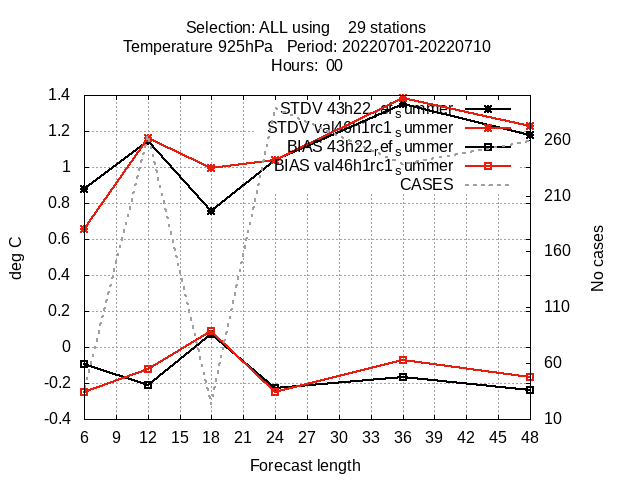 Selection: ALL using    29 stations
Temperature 925hPa   Period: 20220701-20220710
Hours:  00
STDV 43h22_ref_summer
STDV val46h1rc1_summer
BIAS 43h22_ref_summer
BIAS val46h1rc1_summer
CASES
1.4
1.2
1
0.8
0.6
0.4
0.2
0
-0.2
-0.4
deg C
260
210
160
110
60
10
No cases
6 9 12 15 18 21 24 27 30 33 36 39 42 45 48
Forecast length